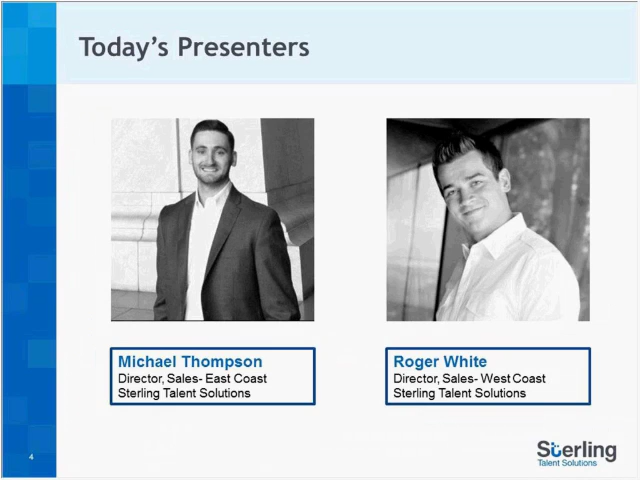 Today's Presenters
Michael Thompson
Director, Sales- East Coast
Sterling Talent Solutions
Roger White
Director, Sales- West Coast
Sterling Talent Solutions
4
Sterling
Talent Solutions